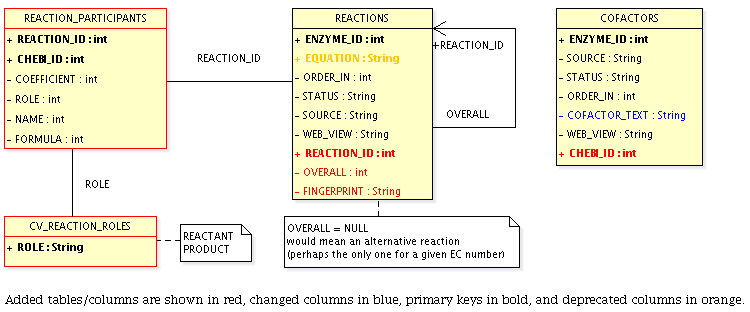 REACTION_PARTICIPANTS
+ REACTION_ID : int
+ CHEBI_ID : int
– COEFFICIENT : int
– ROLE : int
– NAME : int
– FORMULA : int
REACTION_ID
REACTIONS
+ ENZYME_ID : int
+ EQUATION : String
– ORDER_IN : int
– STATUS : String
– SOURCE : String
– WEB_VIEW : String
+ REACTION_ID : int
– OVERALL : int
– FINGERPRINT : String
+REACTION_ID
OVERALL
COFACTORS
+ ENZYME_ID : int
– SOURCE : String
– STATUS : String
– ORDER_IN : int
– COFACTOR_TEXT : String
– WEB_VIEW : String
+ CHEBI_ID : int
ROLE
CV_REACTION_ROLES
+ ROLE : String
REACTANT
PRODUCT
OVERALL = NULL
would mean an alternative reaction
(perhaps the only one for a given EC number)
Added tables/columns are shown in red, changed columns in blue, primary keys in bold, and deprecated columns in orange.